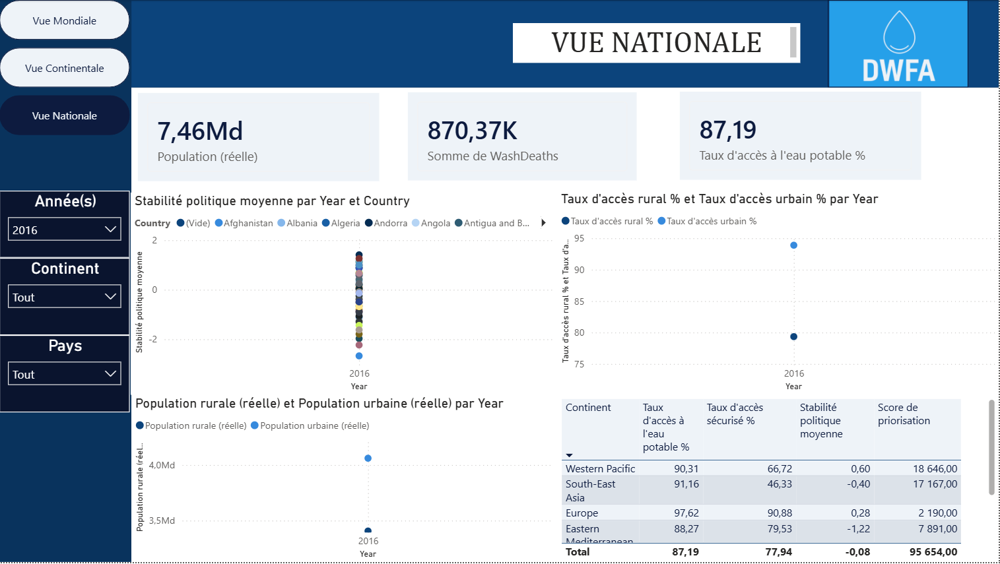 Vue Mondiale
Vue Continentale
Vue Nationale
VUE NATIONALE
DWFA
7,46Md
Population (réelle)
870,37K
Somme de WashDeaths
87,19
Taux d'accès à l'eau potable %
Année(s)
2016
Continent
Tout
Pays
Tout
Stabilité politique moyenne par Year et Country
Country (Vide) Afghanistan Albania Algeria Andorra Angola Antigua and B...
Stabilité politique moyenne
2
0
-2
2016
Year
Taux d'accès rural % et Taux d'accès urbain % par Year
Taux d'accès rural % Taux d'accès urbain %
Taux d'accès rural % et Taux d'a...
95
90
85
80
75
2016
Year
Population rurale (réelle) et Population urbaine (réelle) par Year
Population rurale (réelle) Population urbaine (réelle)
Population rurale (réel...
4,0Md
3,5Md
2016
Year
Continent Taux d'accès à l'eau potable % Taux d'accès sécurisé % Stabilité politique moyenne Score de priorisation
Western Pacific 90,31 66,72 0,60 18 646,00
South-East Asia 91,16 46,33 -0,40 17 167,00
Europe 97,62 90,88 0,28 2 190,00
Eastern Mediterranean 88,27 79,53 -1,22 7 891,00
Total 87,19 77,94 -0,08 95 654,00